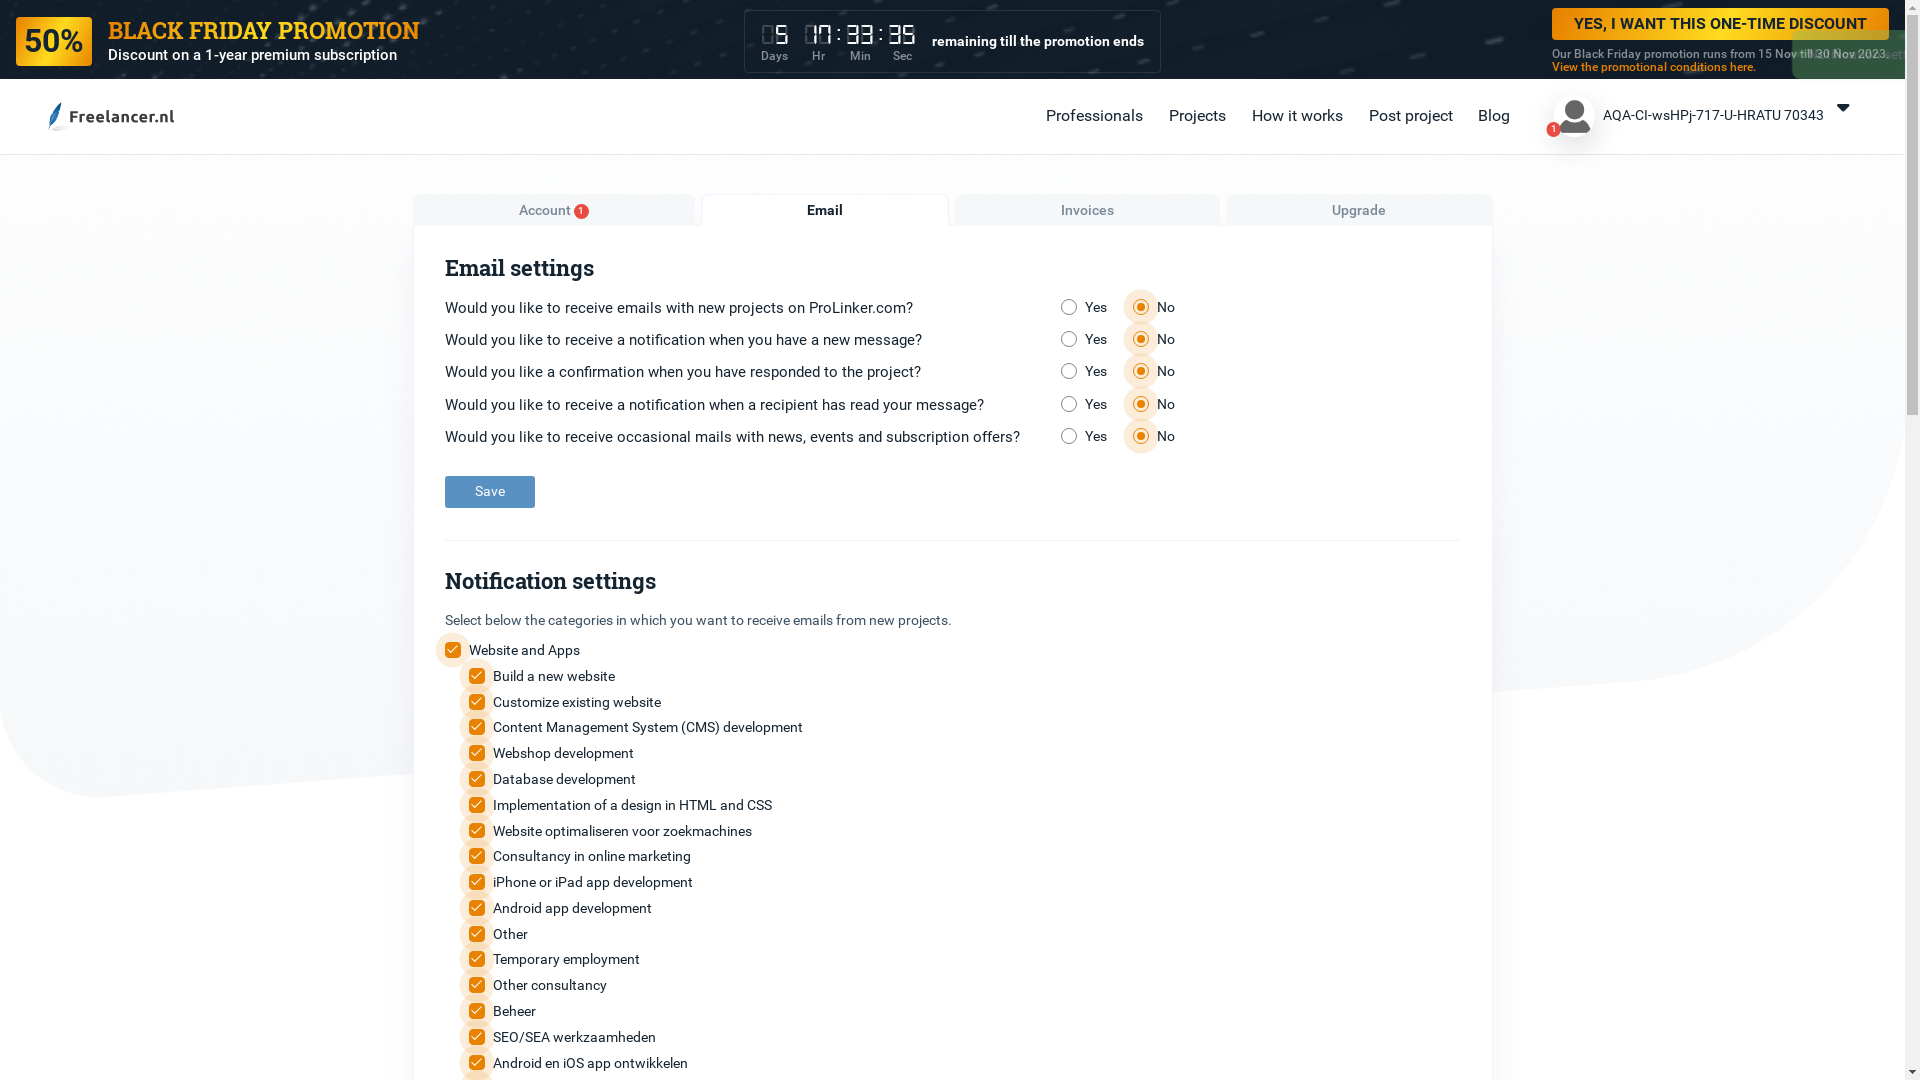 50%
BLACK FRIDAY PROMOTION
Discount on a 1-year premium subscription
5 17 : 33 : 35
Days Hr Min Sec
remaining till the promotion ends
YES, I WANT THIS ONE-TIME DISCOUNT
Our Black Friday promotion runs from 15 Nov till 30 Nov 2023.
View the promotional conditions here.
Freelancer.nl
Professionals Projects How it works Post project Blog
1
AQA-CI-wsHPj-717-U-HRATU 70343
Account 1 Email Invoices Upgrade
Email settings
Would you like to receive emails with new projects on ProLinker.com? Yes No
Would you like to receive a notification when you have a new message? Yes No
Would you like a confirmation when you have responded to the project? Yes No
Would you like to receive a notification when a recipient has read your message? Yes No
Would you like to receive occasional mails with news, events and subscription offers? Yes No
Save
Notification settings
Select below the categories in which you want to receive emails from new projects.
Website and Apps
Build a new website
Customize existing website
Content Management System (CMS) development
Webshop development
Database development
Implementation of a design in HTML and CSS
Website optimaliseren voor zoekmachines
Consultancy in online marketing
iPhone or iPad app development
Android app development
Other
Temporary employment
Other consultancy
Beheer
SEO/SEA werkzaamheden
Android en iOS app ontwikkelen